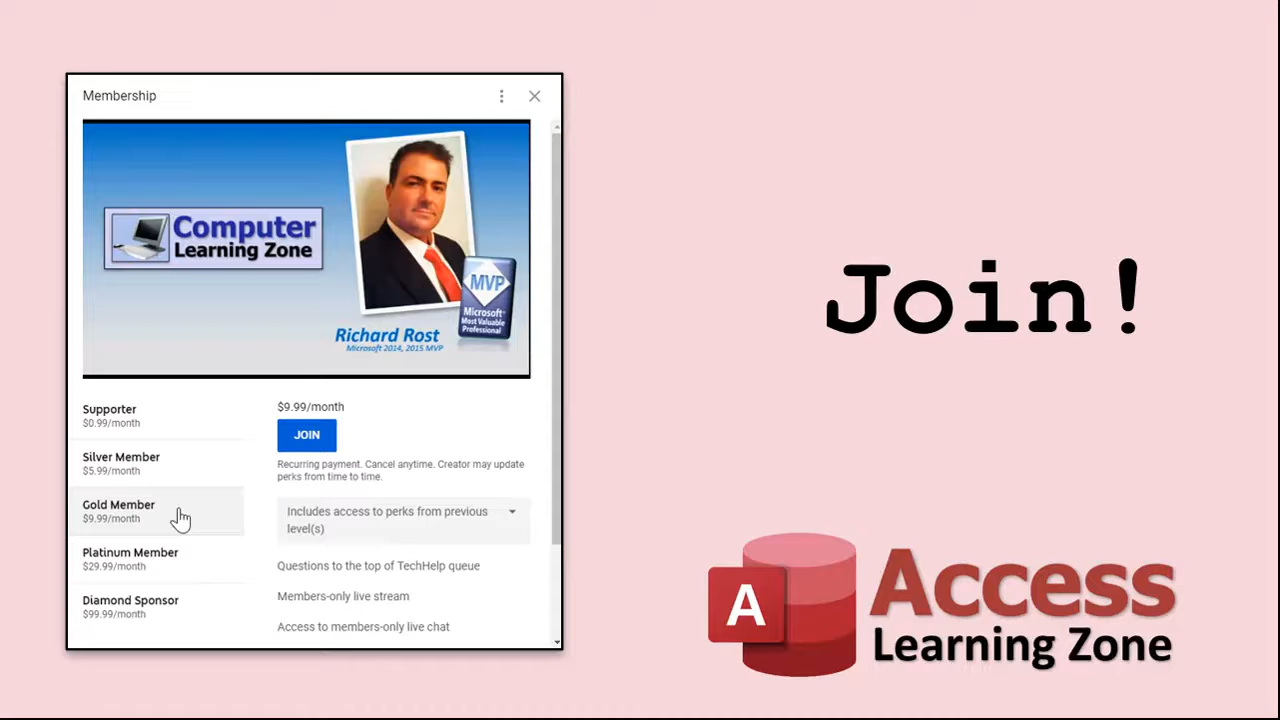 Membership
Computer
Learning Zone
MVP
Microsoft®
Most Valuable
Professional
Richard Rost
Microsoft 2014, 2015 MVP
Supporter
$0.99/month
Silver Member
$5.99/month
Gold Member
$9.99/month
Platinum Member
$29.99/month
Diamond Sponsor
$99.99/month
$9.99/month
JOIN
Recurring payment. Cancel anytime. Creator may update
perks from time to time.
Includes access to perks from previous
level(s)
Questions to the top of TechHelp queue
Members-only live stream
Access to members-only live chat
Join!
A
Access
Learning Zone